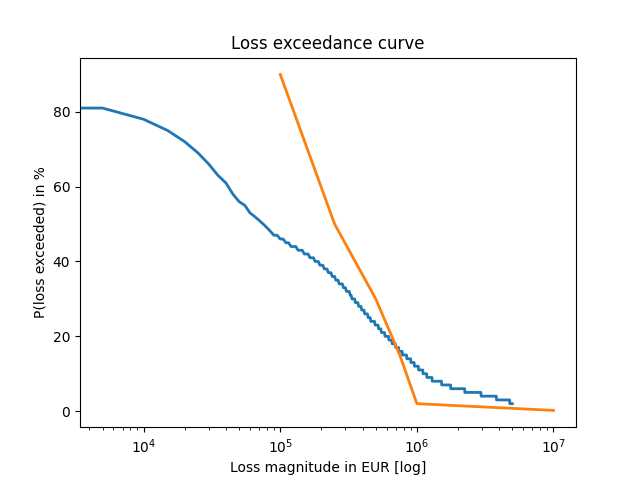 Loss exceedance curve
P(loss exceeded) in %
80
60
40
20
0
10⁴ 10⁵ 10⁶ 10⁷
Loss magnitude in EUR [log]